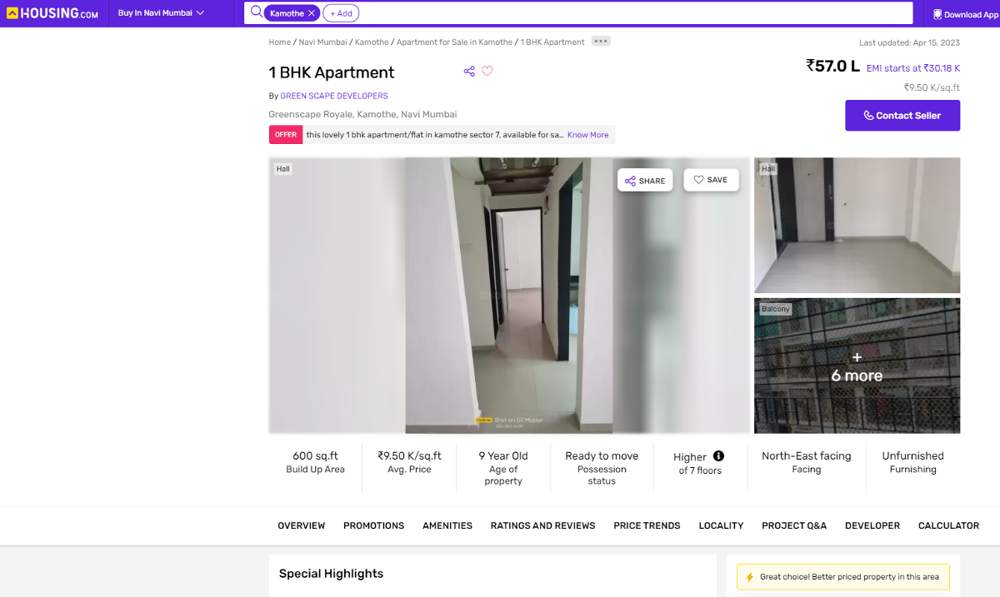 HOUSING.COM
Buy In Navi Mumbai
Kamothe
+ Add
Download App
Home / Navi Mumbai / Kamothe / Apartment for Sale in Kamothe / 1 BHK Apartment
Last updated: Apr 15, 2023
1 BHK Apartment
₹57.0 L EMI starts at ₹30.18 K
₹9.50 K/sq.ft
By GREEN SCAPE DEVELOPERS
Greenscape Royale, Kamothe, Navi Mumbai
Contact Seller
OFFER this lovely 1 bhk apartment/flat in kamothe sector 7, available for sa... Know More
Hall
SHARE
SAVE
realme Shot on GT Master
Hall
Balcony
+
6 more
600 sq.ft
Build Up Area
₹9.50 K/sq.ft
Avg. Price
9 Year Old
Age of
property
Ready to move
Possession
status
Higher
of 7 floors
North-East facing
Facing
Unfurnished
Furnishing
OVERVIEW PROMOTIONS AMENITIES RATINGS AND REVIEWS PRICE TRENDS LOCALITY PROJECT Q&A DEVELOPER CALCULATOR
Special Highlights
Great choice! Better priced property in this area